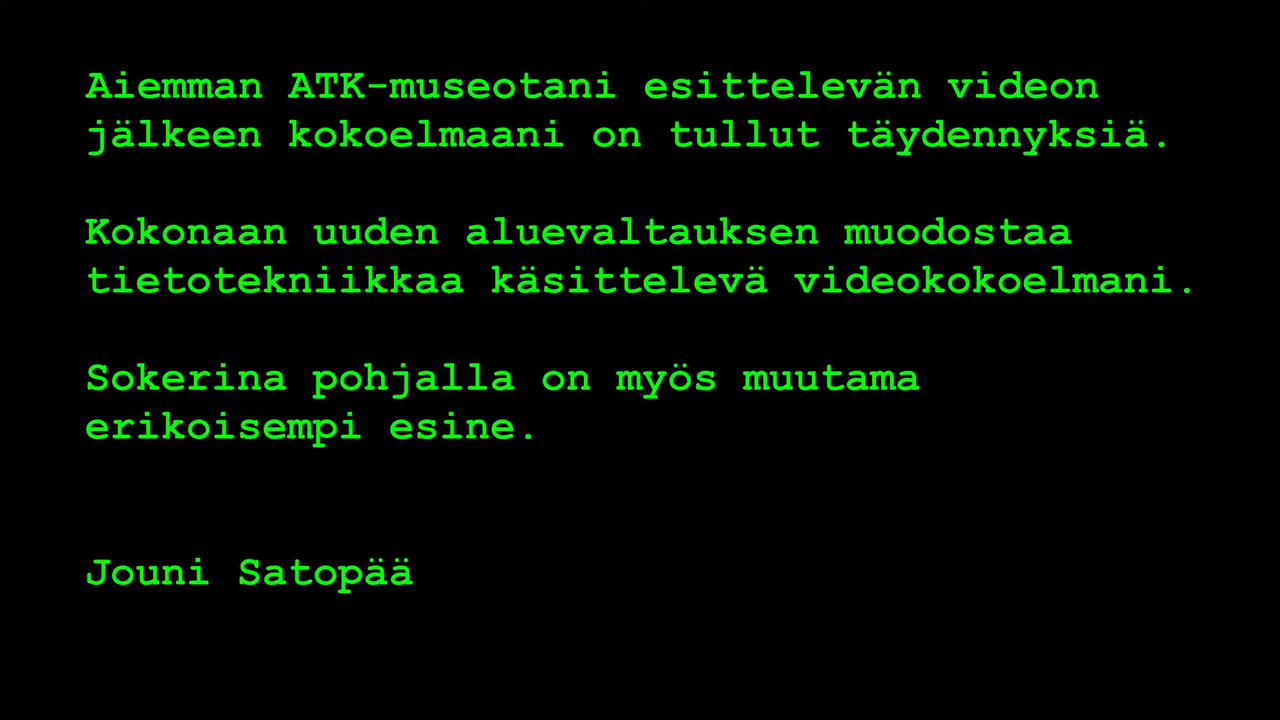 Aiemman ATK-museotani esittelevän videon
jälkeen kokoelmaani on tullut täydennyksiä.
Kokonaan uuden aluevaltauksen muodostaa
tietotekniikkaa käsittelevä videokokoelmani.
Sokerina pohjalla on myös muutama
erikoisempi esine.
Jouni Satopää